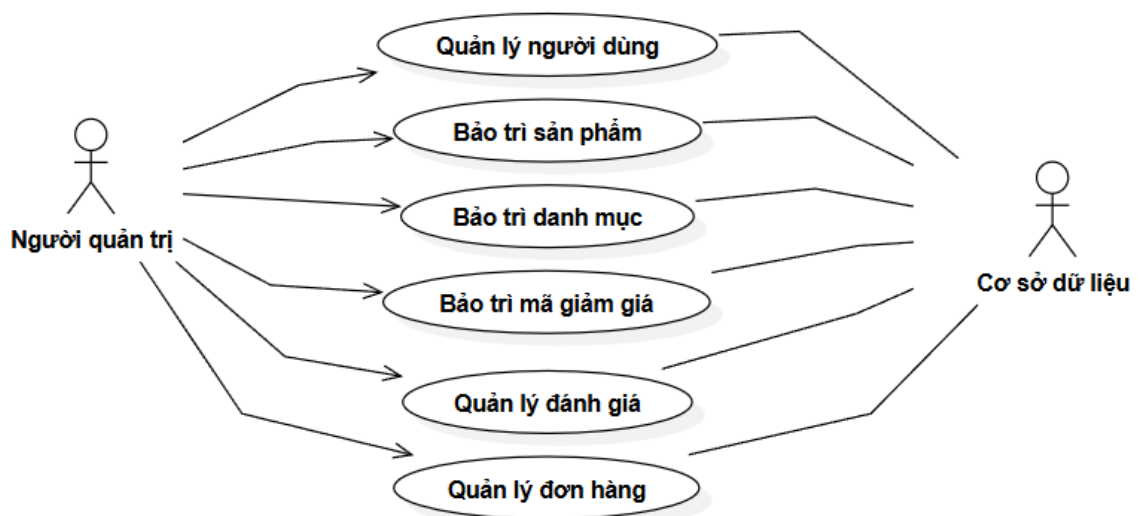 Quản lý người dùng
Bảo trì sản phẩm
Bảo trì danh mục
Người quản trị
Cơ sở dữ liệu
Bảo trì mã giảm giá
Quản lý đánh giá
Quản lý đơn hàng